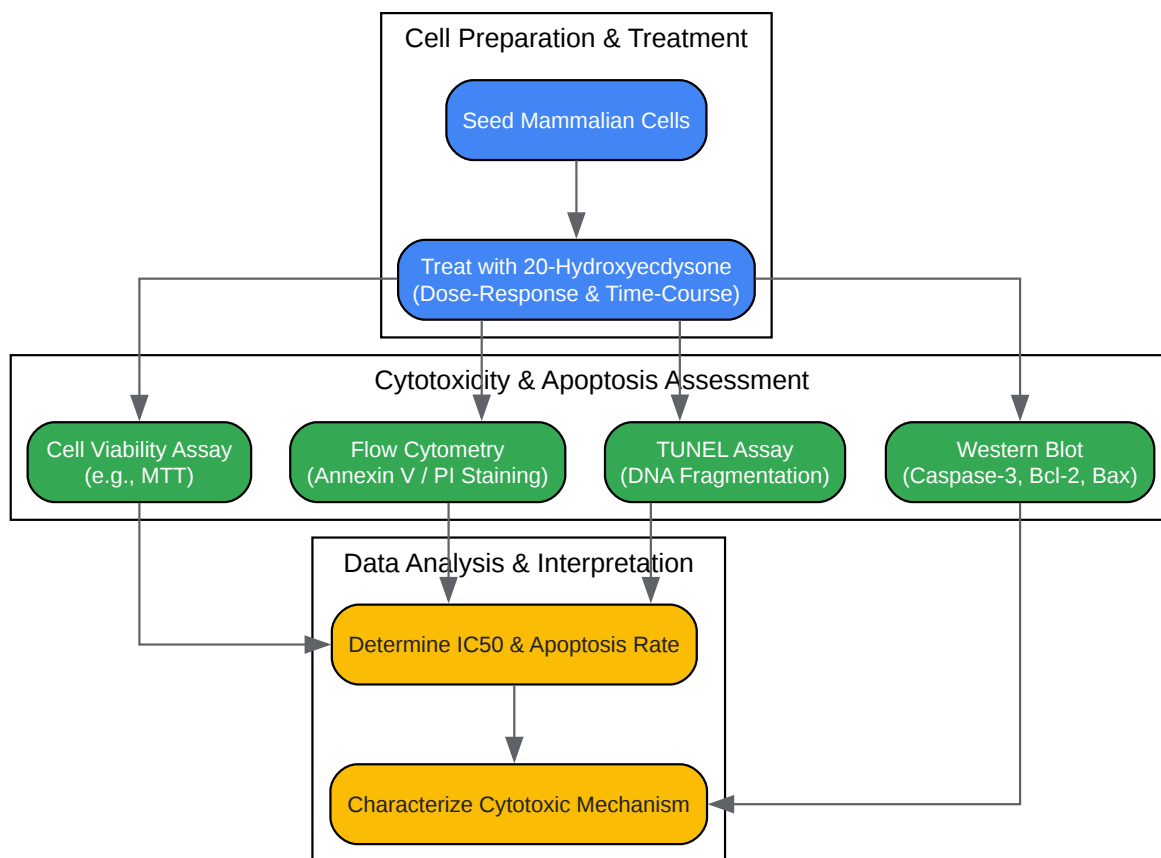 Cell Preparation & Treatment
Seed Mammalian Cells
Treat with 20-Hydroxyecdysone
(Dose-Response & Time-Course)
Cytotoxicity & Apoptosis Assessment
Cell Viability Assay
(e.g., MTT)
Flow Cytometry
(Annexin V / PI Staining)
TUNEL Assay
(DNA Fragmentation)
Western Blot
(Caspase-3, Bcl-2, Bax)
Data Analysis & Interpretation
Determine IC50 & Apoptosis Rate
Characterize Cytotoxic Mechanism